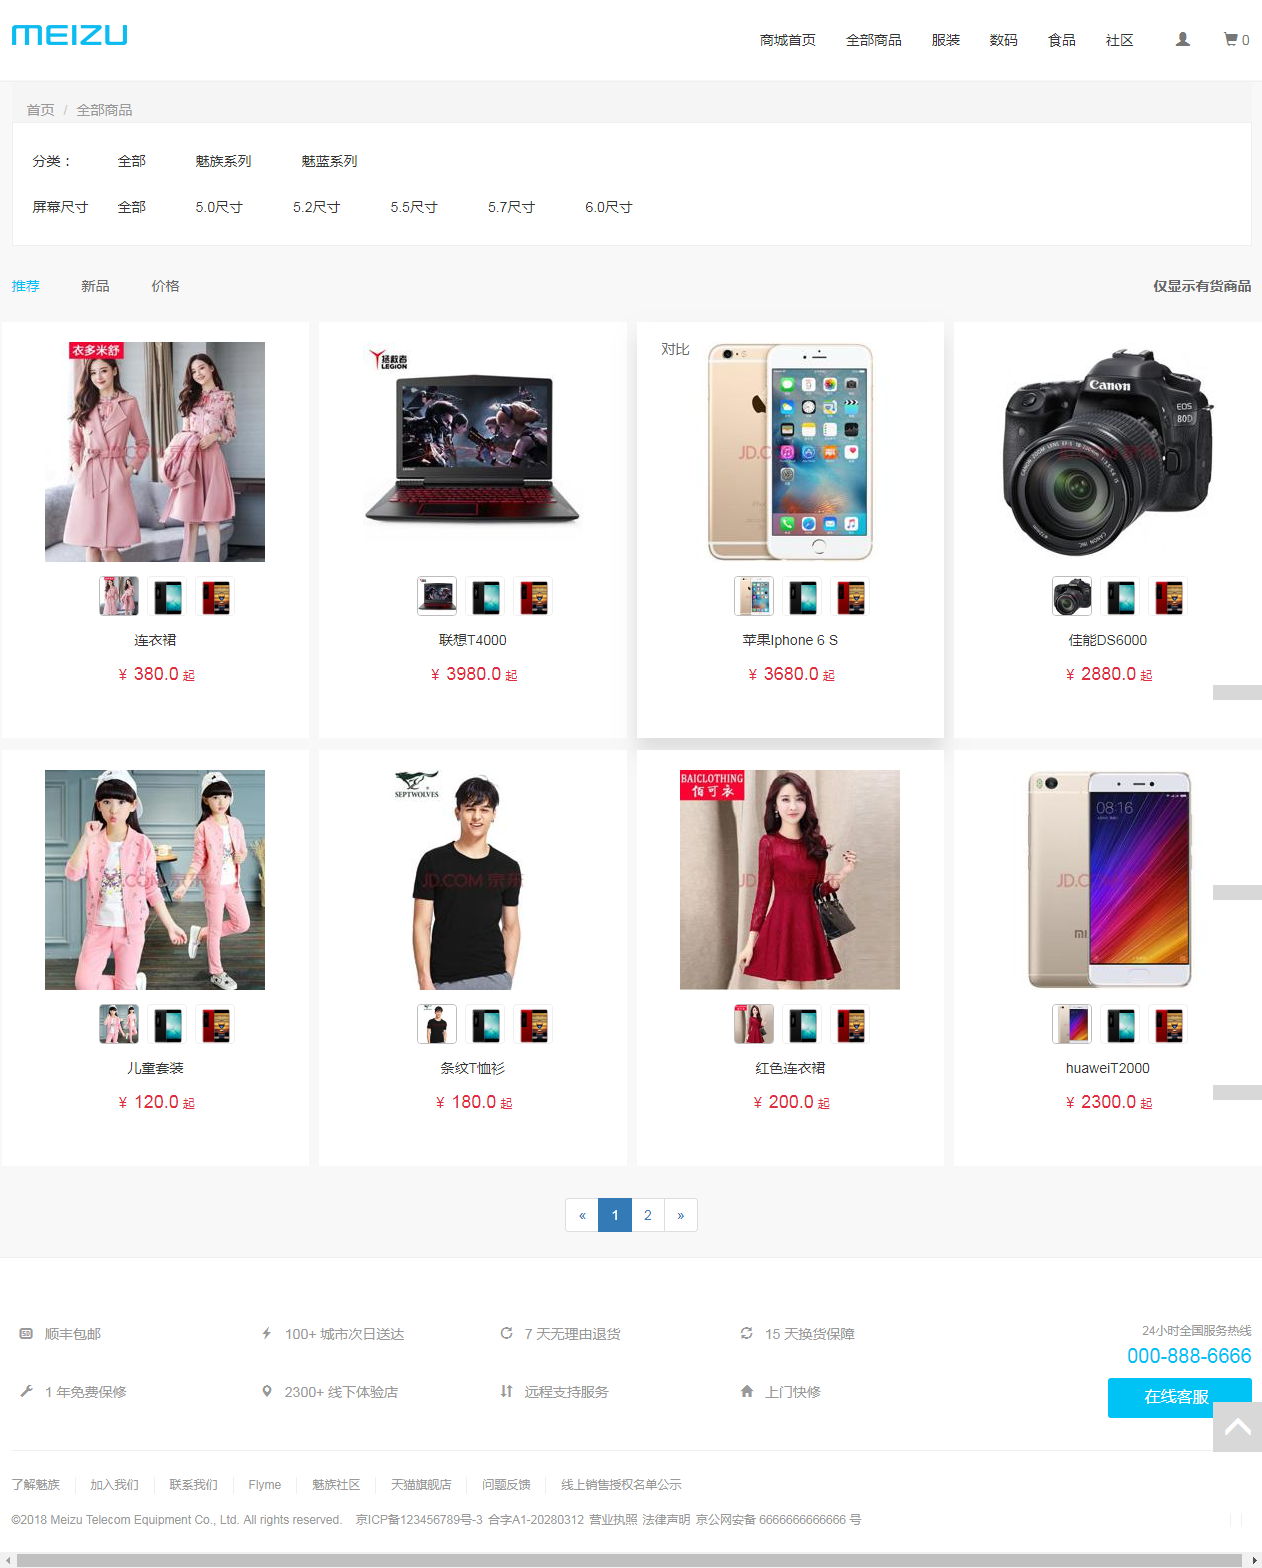 MEIZU
商城首页 全部商品 服装 数码 食品 社区 0
首页 / 全部商品
分类： 全部 魅族系列 魅蓝系列
屏幕尺寸 全部 5.0尺寸 5.2尺寸 5.5尺寸 5.7尺寸 6.0尺寸
推荐 新品 价格 仅显示有货商品
衣多米舒
拯救者
LEGION
对比
Canon
EOS
80D
JD.COM 京东
连衣裙 联想T4000 苹果Iphone 6 S 佳能DS6000
¥ 380.0 起 ¥ 3980.0 起 ¥ 3680.0 起 ¥ 2880.0 起
SEPTWOLVES
BAICLOTHING
佰可衣
08:16
JD.COM 京东
儿童套装 条纹T恤衫 红色连衣裙 huaweiT2000
¥ 120.0 起 ¥ 180.0 起 ¥ 200.0 起 ¥ 2300.0 起
« 1 2 »
顺丰包邮 100+ 城市次日送达 7 天无理由退货 15 天换货保障
1 年免费保修 2300+ 线下体验店 远程支持服务 上门快修
24小时全国服务热线
000-888-6666
在线客服
了解魅族 加入我们 联系我们 Flyme 魅族社区 天猫旗舰店 问题反馈 线上销售授权名单公示
©2018 Meizu Telecom Equipment Co., Ltd. All rights reserved. 京ICP备123456789号-3 合字A1-20280312 营业执照 法律声明 京公网安备 6666666666666 号